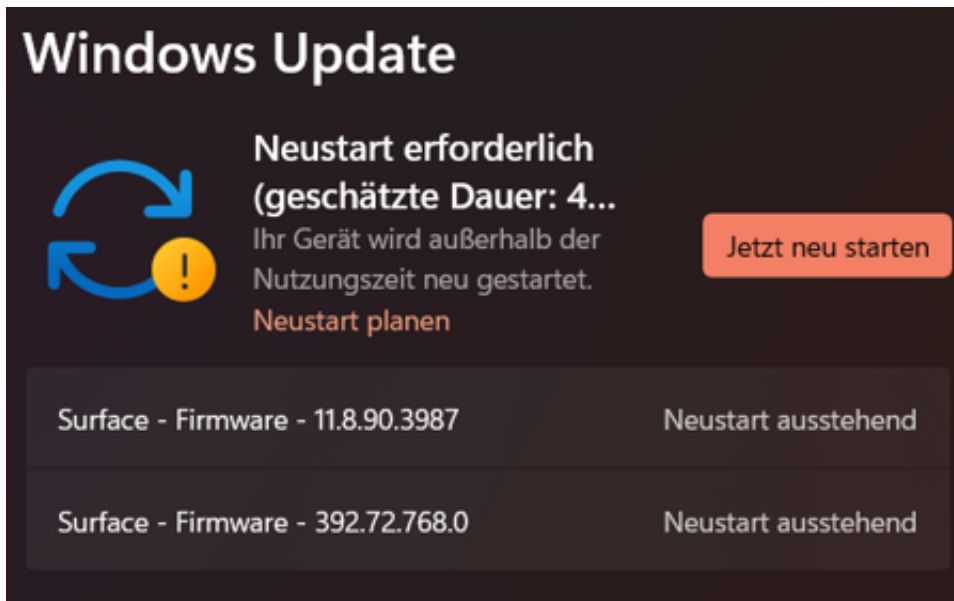 Windows Update
Neustart erforderlich
(geschätzte Dauer: 4...
Ihr Gerät wird außerhalb der
Nutzungszeit neu gestartet.
Neustart planen
Jetzt neu starten
Surface - Firmware - 11.8.90.3987 Neustart ausstehend
Surface - Firmware - 392.72.768.0 Neustart ausstehend